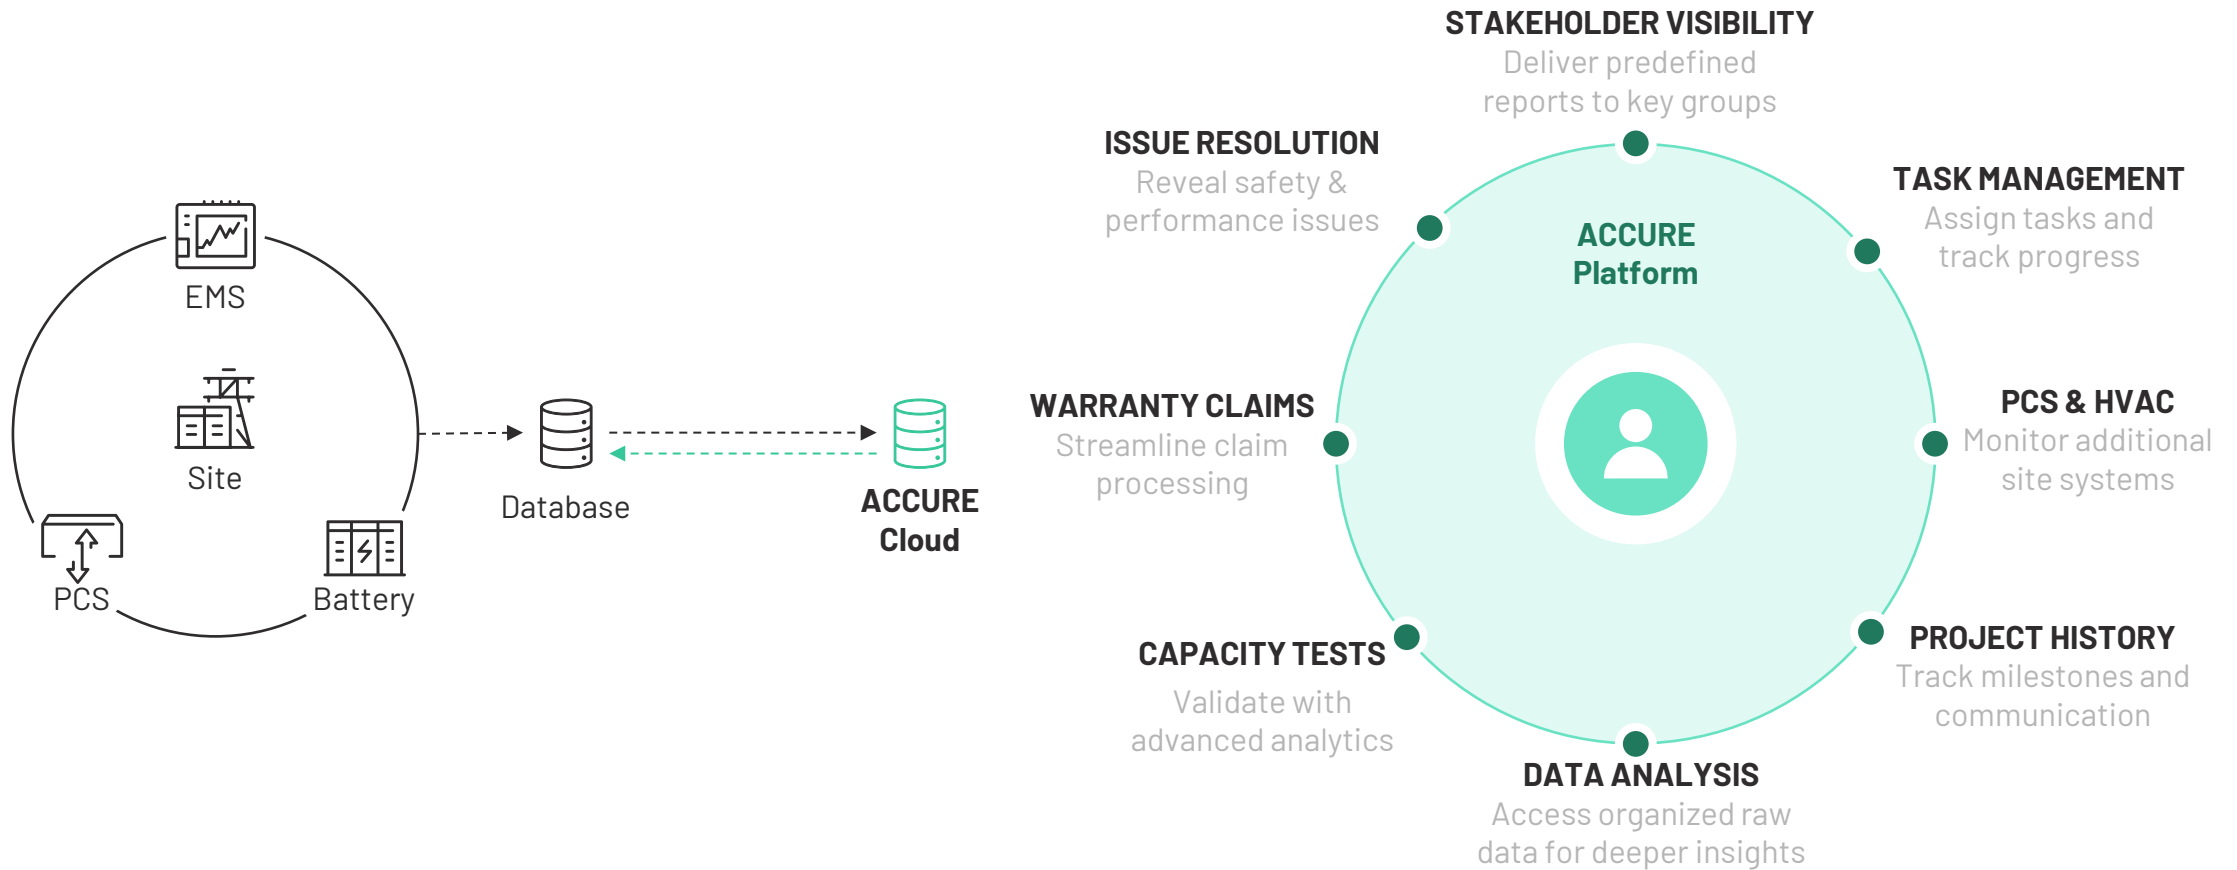 EMS
Site
PCS
Battery
Database
ACCURE
Cloud
STAKEHOLDER VISIBILITY
Deliver predefined
reports to key groups
ISSUE RESOLUTION
Reveal safety &
performance issues
TASK MANAGEMENT
Assign tasks and
track progress
ACCURE
Platform
WARRANTY CLAIMS
Streamline claim
processing
PCS & HVAC
Monitor additional
site systems
CAPACITY TESTS
Validate with
advanced analytics
PROJECT HISTORY
Track milestones and
communication
DATA ANALYSIS
Access organized raw
data for deeper insights